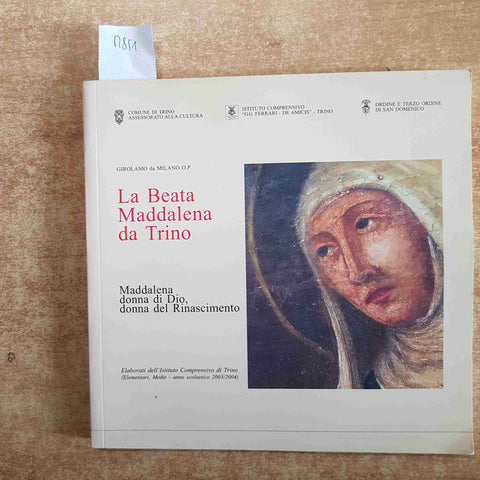 17851
COMUNE DI TRINO
ASSESSORATO ALLA CULTURA
ISTITUTO COMPRENSIVO
"G.G. FERRARI - DE AMICIS" - TRINO
ORDINE E TERZO ORDINE
DI SAN DOMENICO
GIROLAMO da MILANO O.P.
La Beata
Maddalena
da Trino
Maddalena
donna di Dio,
donna del Rinascimento
Elaborati dell'Istituto Comprensivo di Trino
(Elementari, Medie - anno scolastico 2003/2004)